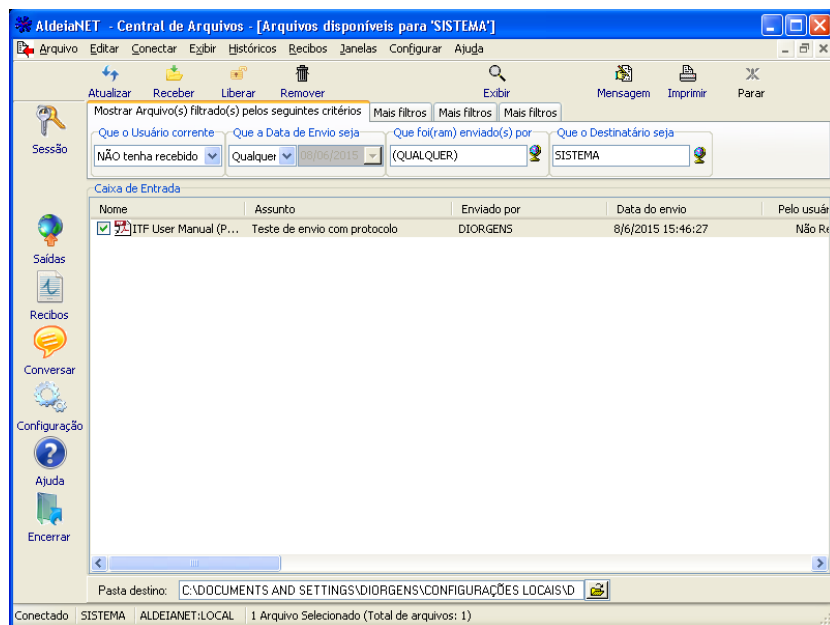 AldeiaNET - Central de Arquivos - [Arquivos disponíveis para 'SISTEMA']
Arquivo Editar Conectar Exibir Históricos Recibos Janelas Configurar Ajuda
Atualizar Receber Liberar Remover Exibir Mensagem Imprimir Parar
Mostrar Arquivo(s) filtrado(s) pelos seguintes critérios Mais filtros Mais filtros Mais filtros
Que o Usuário corrente Que a Data de Envio seja Que foi(ram) enviado(s) por Que o Destinatário seja
NÃO tenha recebido Qualquer 08/06/2015 (QUALQUER) SISTEMA
Sessão
Caixa de Entrada
Nome Assunto Enviado por Data do envio Pelo usuár
ITF User Manual (P... Teste de envio com protocolo DIORGENS 8/6/2015 15:46:27 Não Re
Saídas
Recibos
Conversar
Configuração
Ajuda
Encerrar
Pasta destino: C:\DOCUMENTS AND SETTINGS\DIORGENS\CONFIGURAÇÕES LOCAIS\D
Conectado SISTEMA ALDEIANET:LOCAL 1 Arquivo Selecionado (Total de arquivos: 1)